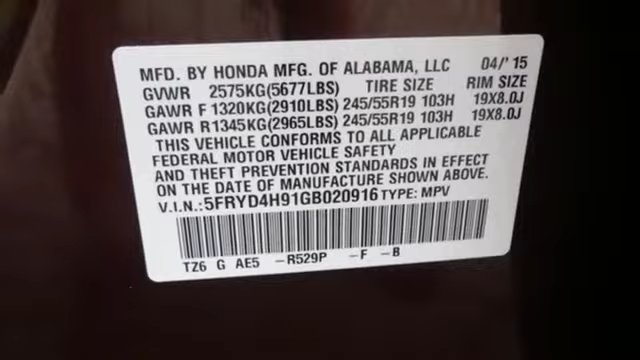 MFD. BY HONDA MFG. OF ALABAMA, LLC 04/'15
GVWR 2575KG(5677LBS) TIRE SIZE RIM SIZE
GAWR F 1320KG(2910LBS) 245/55R19 103H 19X8.0J
GAWR R1345KG(2965LBS) 245/55R19 103H 19X8.0J
THIS VEHICLE CONFORMS TO ALL APPLICABLE
FEDERAL MOTOR VEHICLE SAFETY
AND THEFT PREVENTION STANDARDS IN EFFECT
ON THE DATE OF MANUFACTURE SHOWN ABOVE.
V.I.N.:5FRYD4H91GB020916 TYPE: MPV
TZ6 G AE5 -R529P -F -B